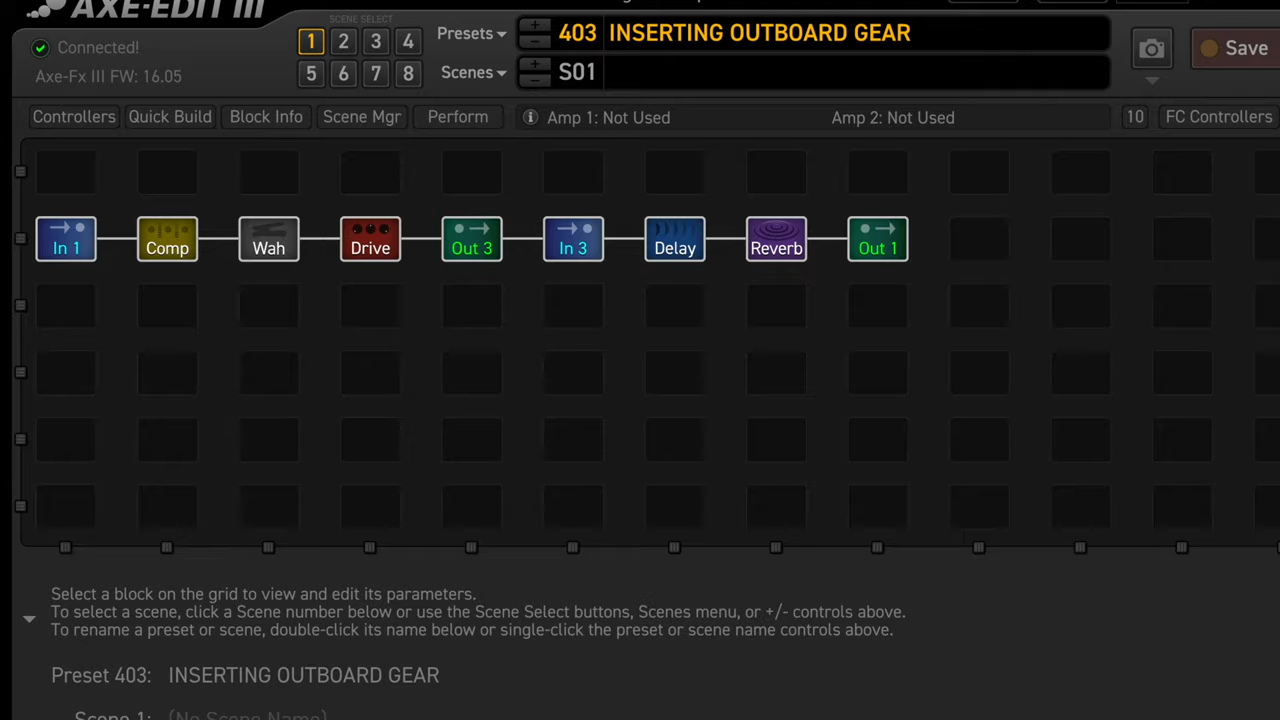 AXE-EDIT III
SCENE SELECT
Connected!
Axe-Fx III FW: 16.05
1 2 3 4
5 6 7 8
Presets
Scenes
403 INSERTING OUTBOARD GEAR
S01
Save
Controllers Quick Build Block Info Scene Mgr Perform
Amp 1: Not Used Amp 2: Not Used
10 FC Controllers
In 1 Comp Wah Drive Out 3 In 3 Delay Reverb Out 1
Select a block on the grid to view and edit its parameters.
To select a scene, click a Scene number below or use the Scene Select buttons, Scenes menu, or +/- controls above.
To rename a preset or scene, double-click its name below or single-click the preset or scene name controls above.
Preset 403: INSERTING OUTBOARD GEAR
Scene 1: (No Scene Name)